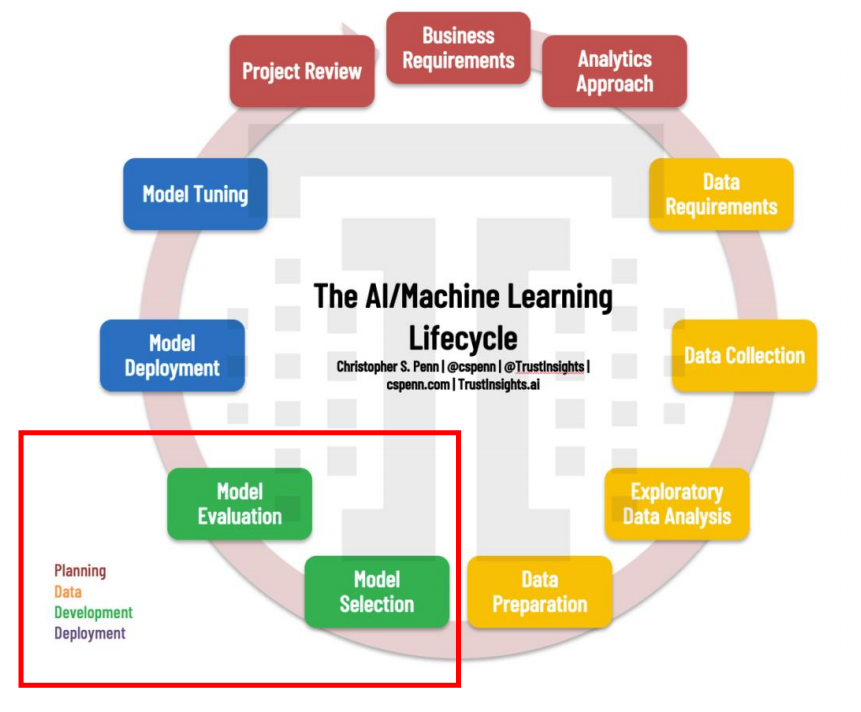 Business
Requirements
Project Review
Analytics
Approach
Model Tuning
Data
Requirements
The AI/Machine Learning
Lifecycle
Christopher S. Penn | @cspenn | @TrustInsights |
cspenn.com | TrustInsights.ai
Model
Deployment
Data Collection
Model
Evaluation
Exploratory
Data Analysis
Model
Selection
Data
Preparation
Planning
Data
Development
Deployment